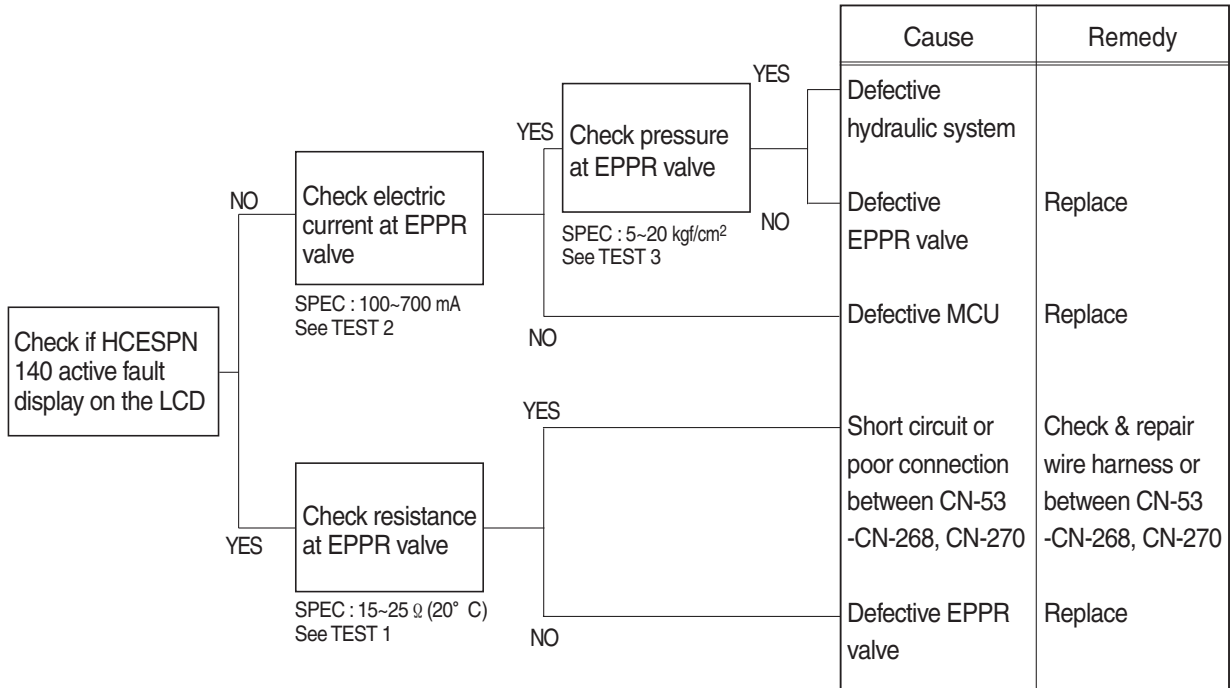 Cause Remedy
YES
Defective
hydraulic system
YES
Check pressure
at EPPR valve
NO
Check electric
current at EPPR
valve
NO
Defective
EPPR valve
Replace
SPEC : 5~20 kgf/cm²
See TEST 3
SPEC : 100~700 mA
See TEST 2
NO
Defective MCU
Replace
Check if HCESPN
140 active fault
display on the LCD
YES
Short circuit or
poor connection
between CN-53
-CN-268, CN-270
Check & repair
wire harness or
between CN-53
-CN-268, CN-270
YES
Check resistance
at EPPR valve
SPEC : 15~25 Ω (20° C)
See TEST 1
NO
Defective EPPR
valve
Replace